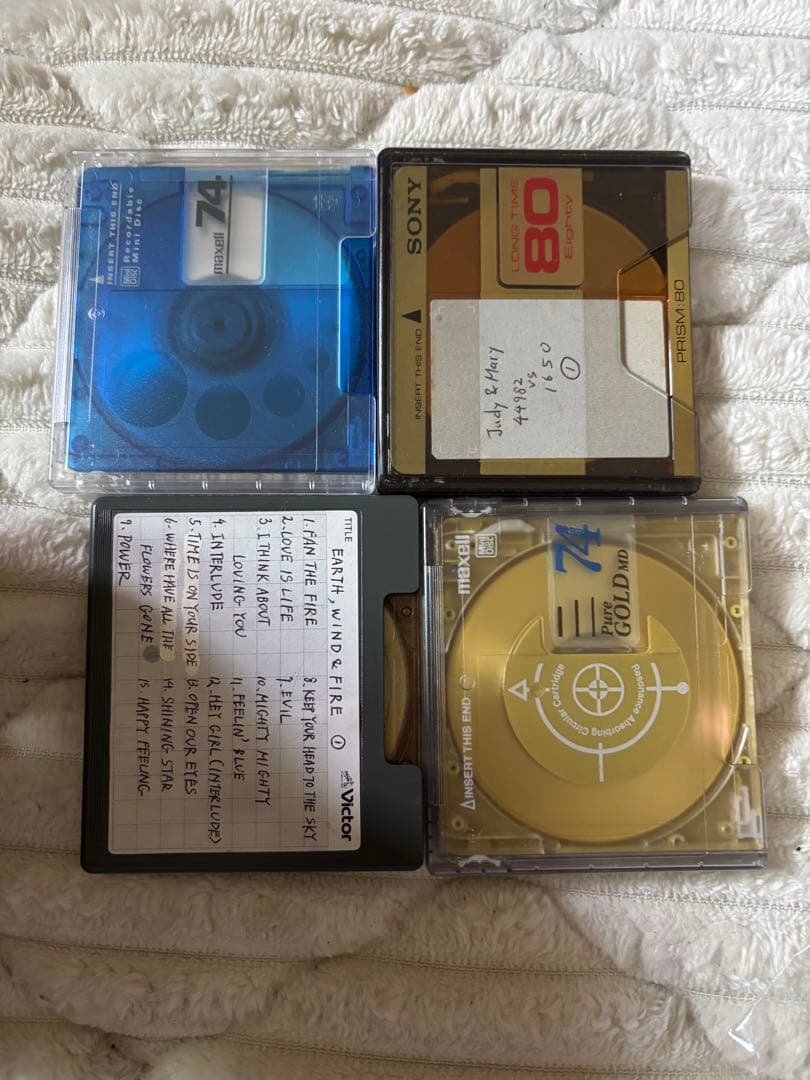 INSERT THIS END
Recordable
Mini Disc
maxell 74
SONY
LONG TIME
80
Eighty
INSERT THIS END
PRISM:80
Judy & Mary
44982
vs
1650
①
TITLE EARTH, WIND & FIRE ①
Victor
1. FAN THE FIRE
2. LOVE IS LIFE
3. I THINK ABOUT
LOVING YOU
4. INTERLUDE
5. TIME IS ON YOUR SIDE
6. WHERE HAVE ALL THE
FLOWERS GONE
7. POWER
8. KEEP YOUR HEAD TO THE SKY
9. EVIL
10. MIGHTY MIGHTY
11. FEELIN' BLUE
12. HEY GIRL (INTERLUDE)
13. OPEN OUR EYES
14. SHINING STAR
15. HAPPY FEELING
maxell
74
Pure
GOLD MD
Resonance Absorbing Circular Cartridge
INSERT THIS END